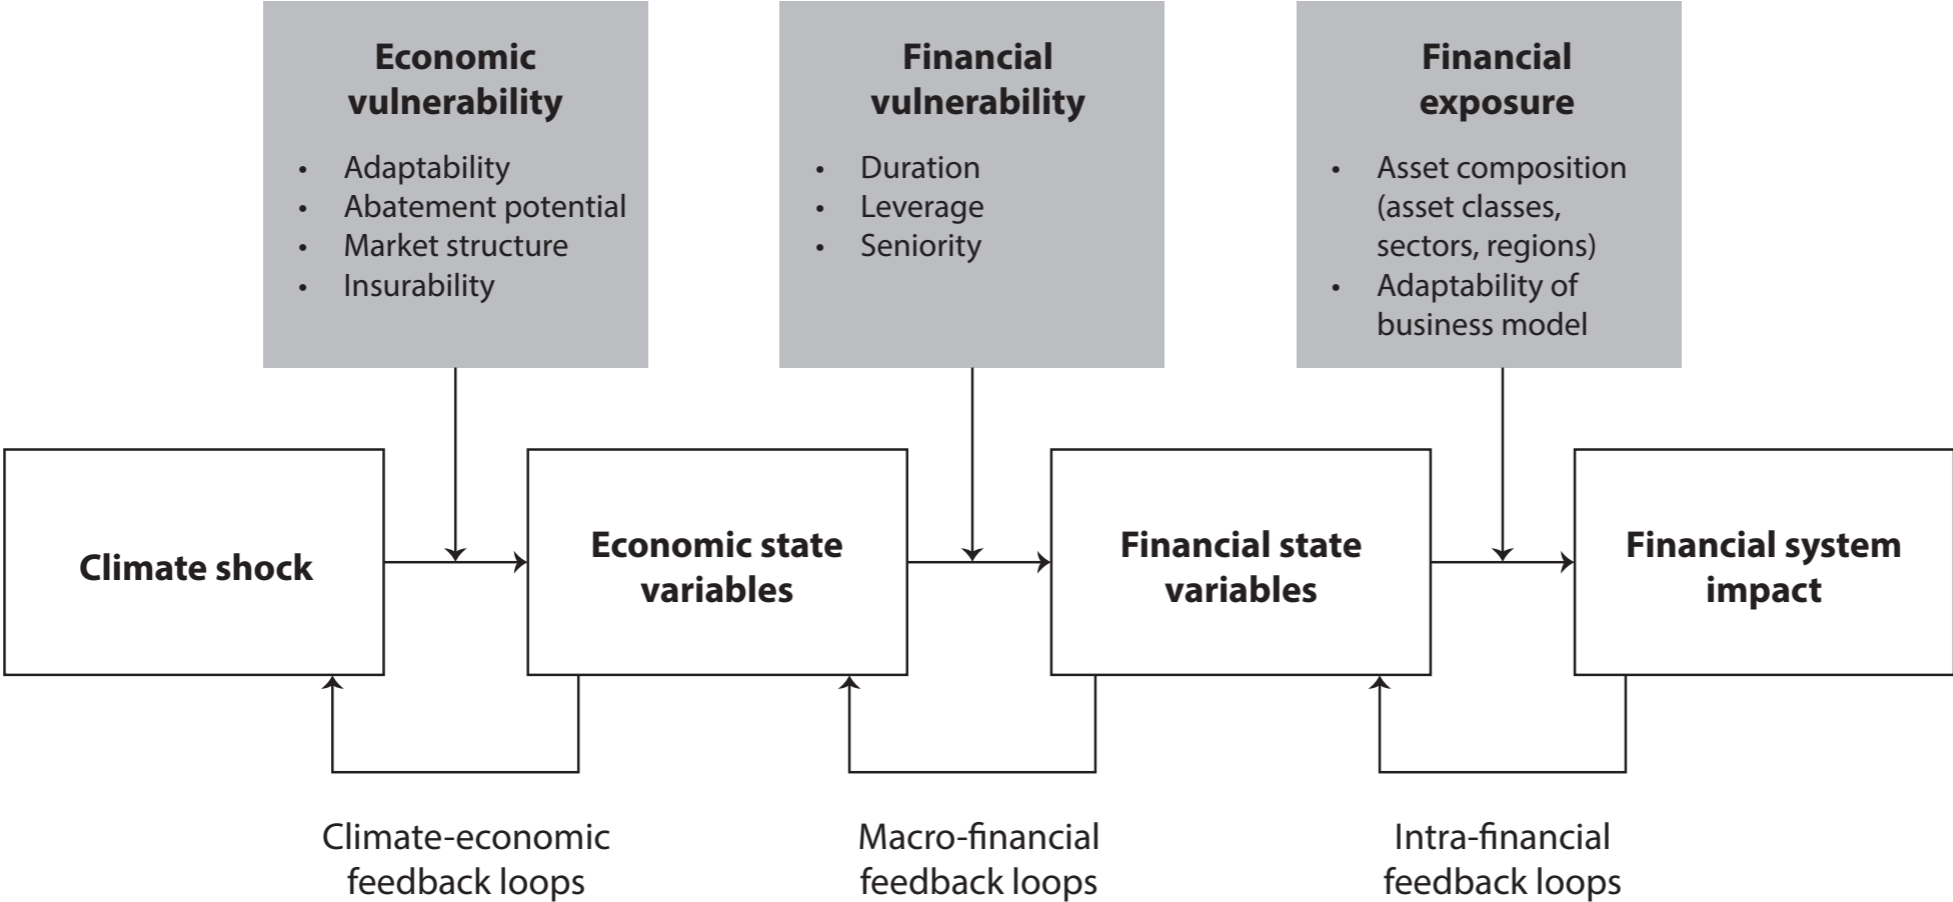 Economic
vulnerability
• Adaptability
• Abatement potential
• Market structure
• Insurability
Financial
vulnerability
• Duration
• Leverage
• Seniority
Financial
exposure
• Asset composition
(asset classes,
sectors, regions)
• Adaptability of
business model
Climate shock
Economic state
variables
Financial state
variables
Financial system
impact
Climate-economic
feedback loops
Macro-financial
feedback loops
Intra-financial
feedback loops